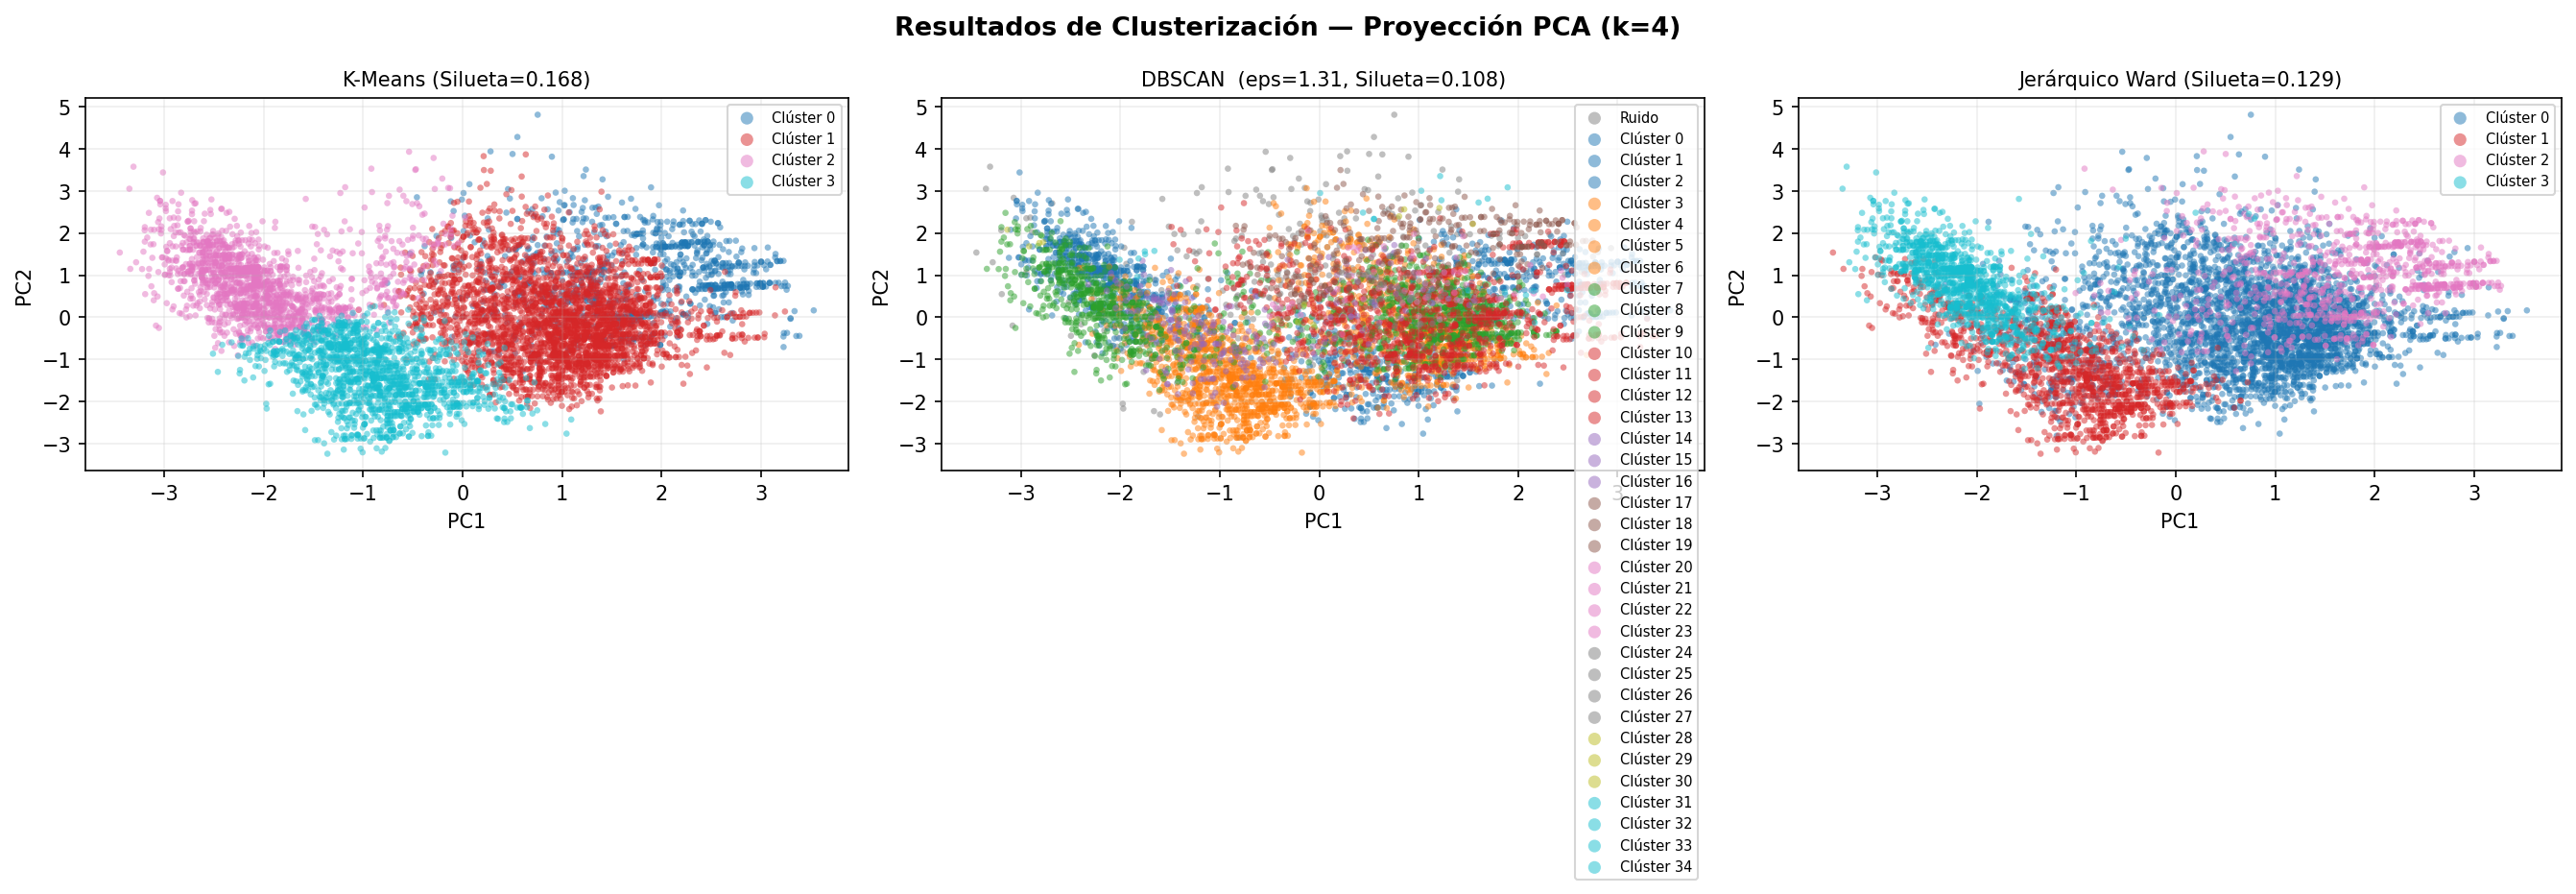 Resultados de Clusterización — Proyección PCA (k=4)
K-Means (Silueta=0.168)
5
4
3
2
1
0
−1
−2
−3
PC2
−3 −2 −1 0 1 2 3
PC1
Clúster 0
Clúster 1
Clúster 2
Clúster 3
DBSCAN (eps=1.31, Silueta=0.108)
5
4
3
2
1
0
−1
−2
−3
PC2
−3 −2 −1 0 1 2 3
PC1
Ruido
Clúster 0
Clúster 1
Clúster 2
Clúster 3
Clúster 4
Clúster 5
Clúster 6
Clúster 7
Clúster 8
Clúster 9
Clúster 10
Clúster 11
Clúster 12
Clúster 13
Clúster 14
Clúster 15
Clúster 16
Clúster 17
Clúster 18
Clúster 19
Clúster 20
Clúster 21
Clúster 22
Clúster 23
Clúster 24
Clúster 25
Clúster 26
Clúster 27
Clúster 28
Clúster 29
Clúster 30
Clúster 31
Clúster 32
Clúster 33
Clúster 34
Jerárquico Ward (Silueta=0.129)
5
4
3
2
1
0
−1
−2
−3
PC2
−3 −2 −1 0 1 2 3
PC1
Clúster 0
Clúster 1
Clúster 2
Clúster 3